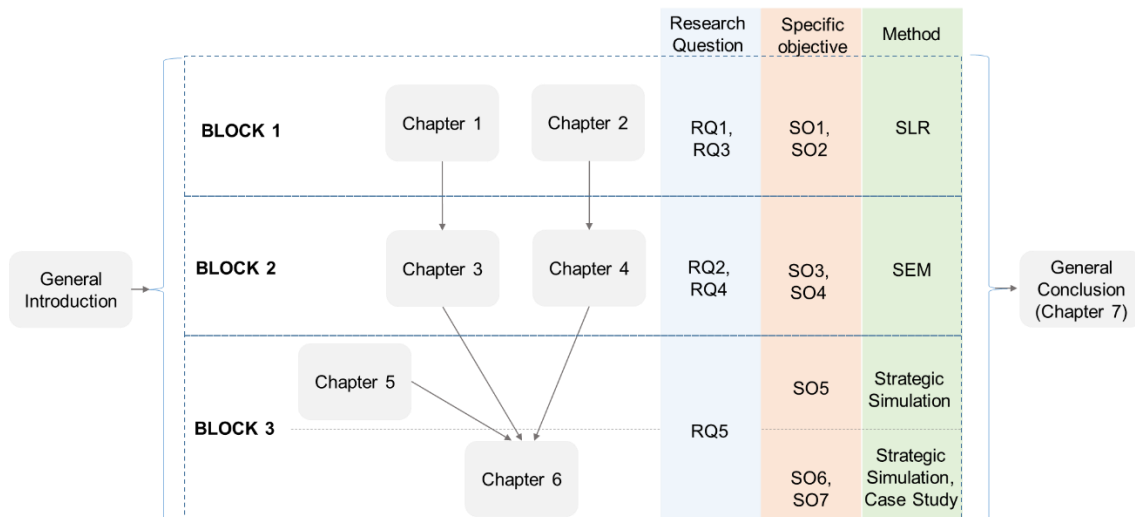 Research
Question
Specific
objective
Method
BLOCK 1
Chapter 1
Chapter 2
RQ1,
RQ3
SO1,
SO2
SLR
General
Introduction
BLOCK 2
Chapter 3
Chapter 4
RQ2,
RQ4
SO3,
SO4
SEM
General
Conclusion
(Chapter 7)
BLOCK 3
Chapter 5
Chapter 6
RQ5
SO5
Strategic
Simulation
SO6,
SO7
Strategic
Simulation,
Case Study